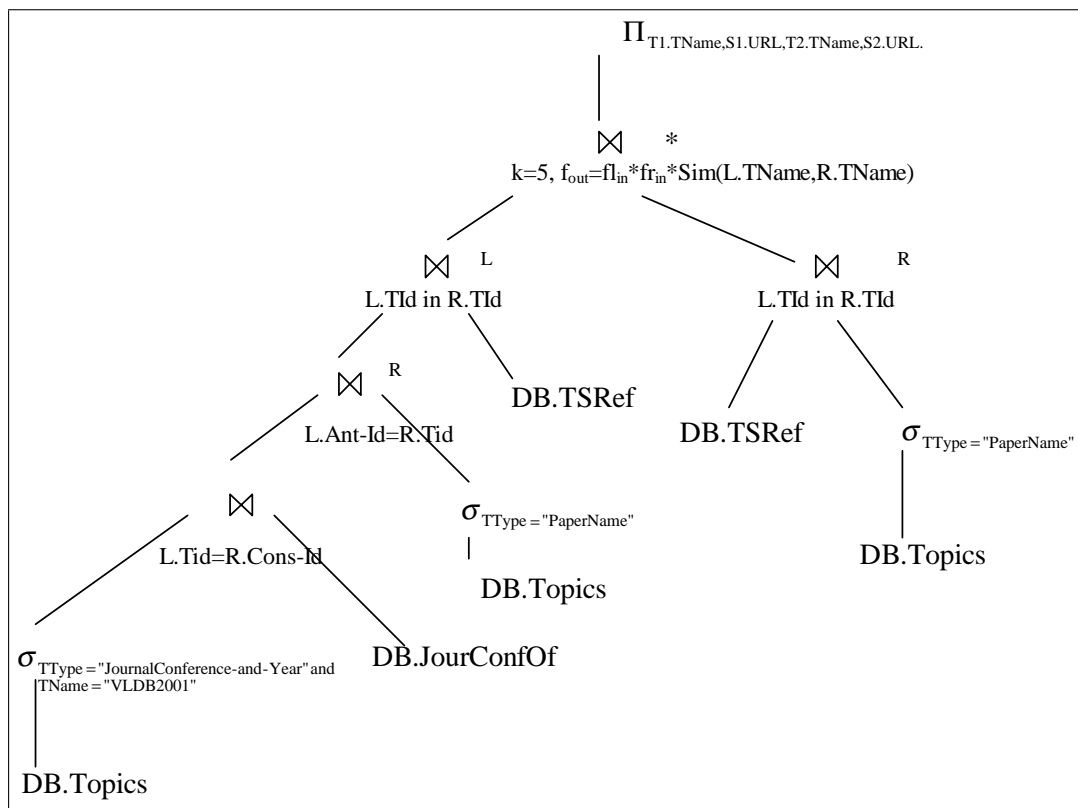 Π T1.TName,S1.URL,T2.TName,S2.URL.
⋈ *
k=5, fout=flin*frin*Sim(L.TName,R.TName)
⋈ L
L.TId in R.TId
⋈ R
L.TId in R.TId
⋈ R
L.Ant-Id=R.Tid
DB.TSRef
DB.TSRef
σ TType="PaperName"
⋈
L.Tid=R.Cons-Id
σ TType="PaperName"
DB.Topics
DB.Topics
σ TType="JournalConference-and-Year"and
TName="VLDB2001"
DB.JourConfOf
DB.Topics